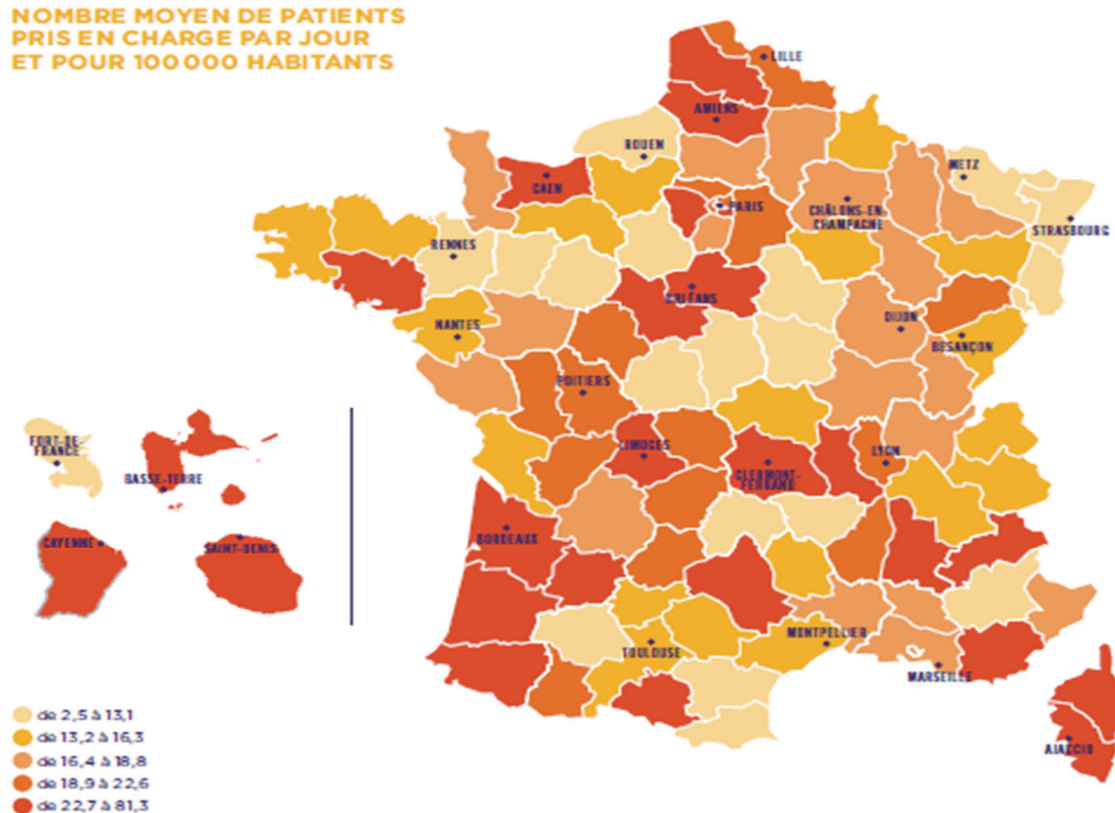 NOMBRE MOYEN DE PATIENTS
PRIS EN CHARGE PAR JOUR
ET POUR 100 000 HABITANTS
LILLE
AMIENS
ROUEN
METZ
CAEN
PARIS
CHÂLONS-EN-
CHAMPAGNE
STRASBOURG
RENNES
ORLÉANS
NANTES
DIJON
BESANÇON
POITIERS
FORT-DE-
FRANCE
BASSE-TERRE
LIMOGES
CLERMONT-
FERRAND
LYON
BORDEAUX
CAYENNE
SAINT-DENIS
MONTPELLIER
TOULOUSE
MARSEILLE
AJACCIO
de 2,5 à 13,1
de 13,2 à 16,3
de 16,4 à 18,8
de 18,9 à 22,6
de 22,7 à 81,3